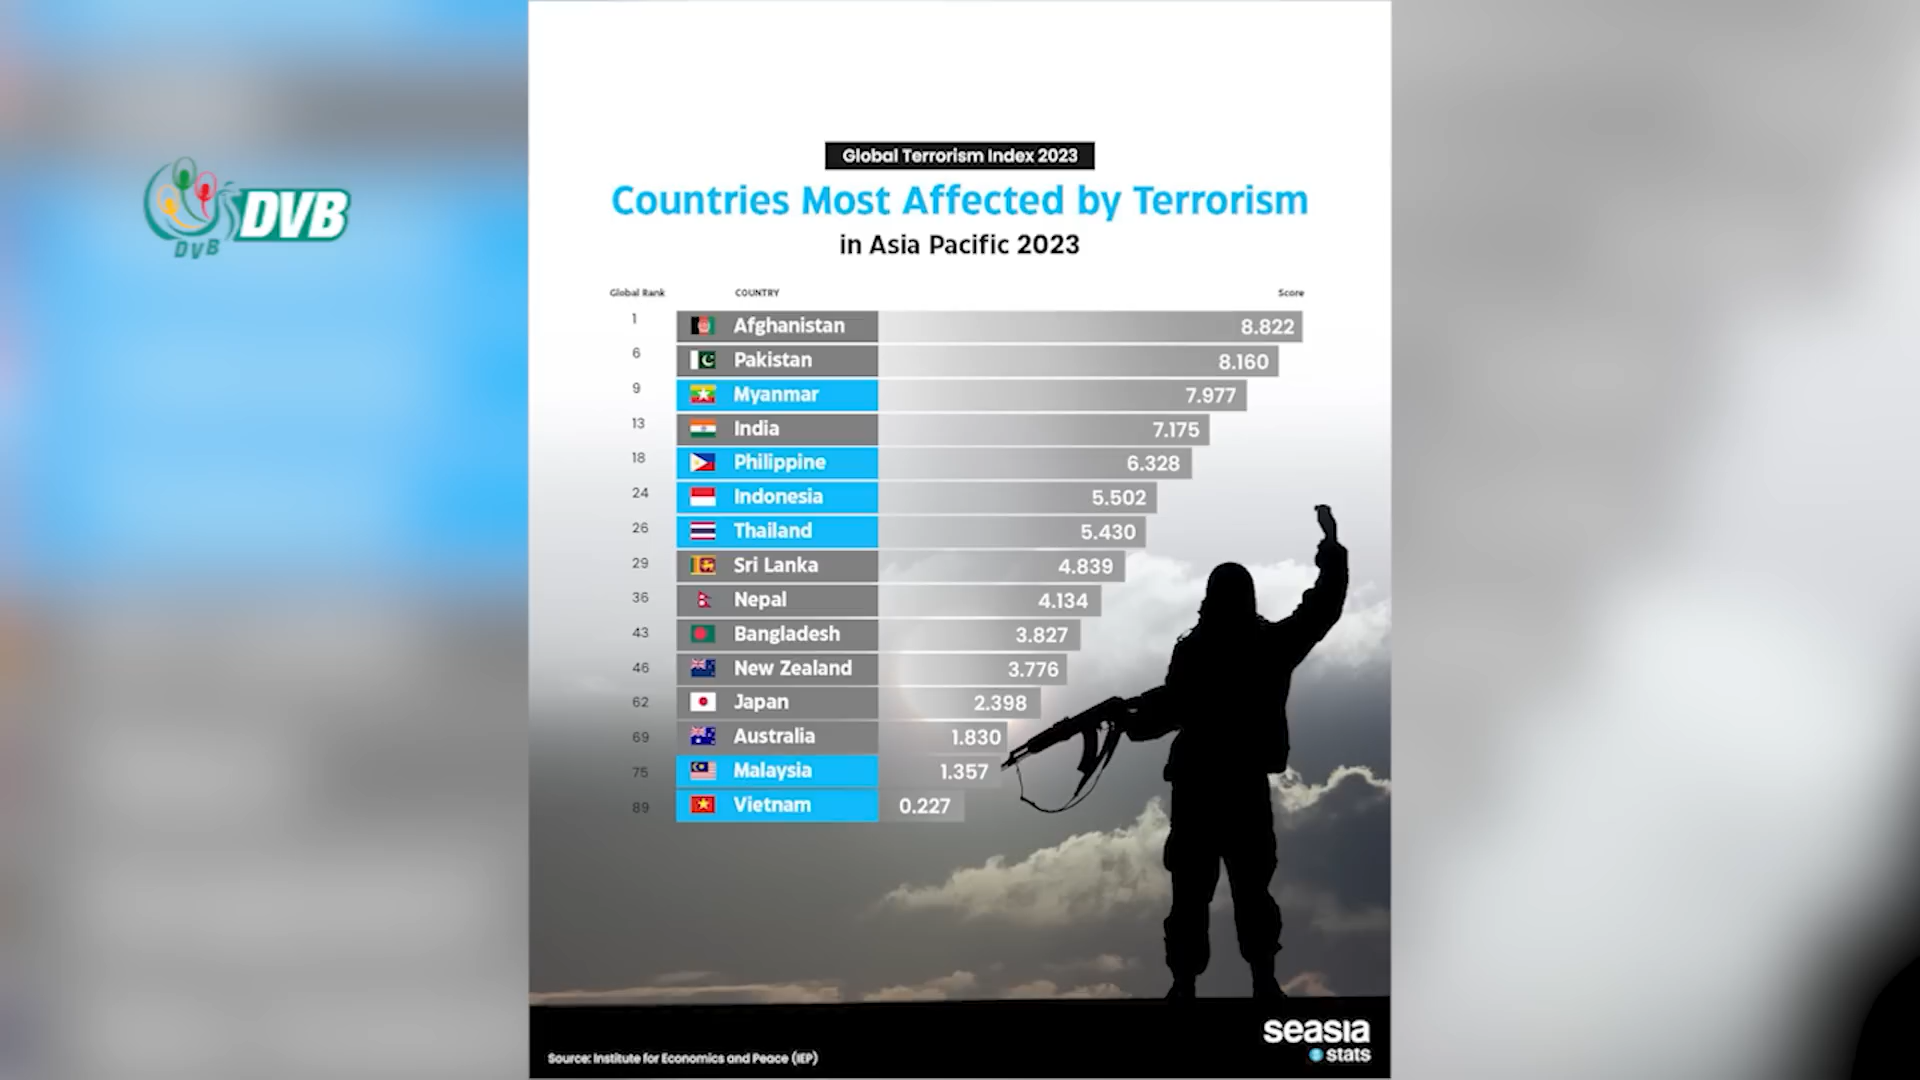 DVB
DVB
Global Terrorism Index 2023
Countries Most Affected by Terrorism
in Asia Pacific 2023
Global Rank COUNTRY Score
1 Afghanistan 8.822
6 Pakistan 8.160
9 Myanmar 7.977
13 India 7.175
18 Philippine 6.328
24 Indonesia 5.502
26 Thailand 5.430
29 Sri Lanka 4.839
36 Nepal 4.134
43 Bangladesh 3.827
46 New Zealand 3.776
62 Japan 2.398
69 Australia 1.830
75 Malaysia 1.357
89 Vietnam 0.227
seasia
stats
Source: Institute for Economics and Peace (IEP)